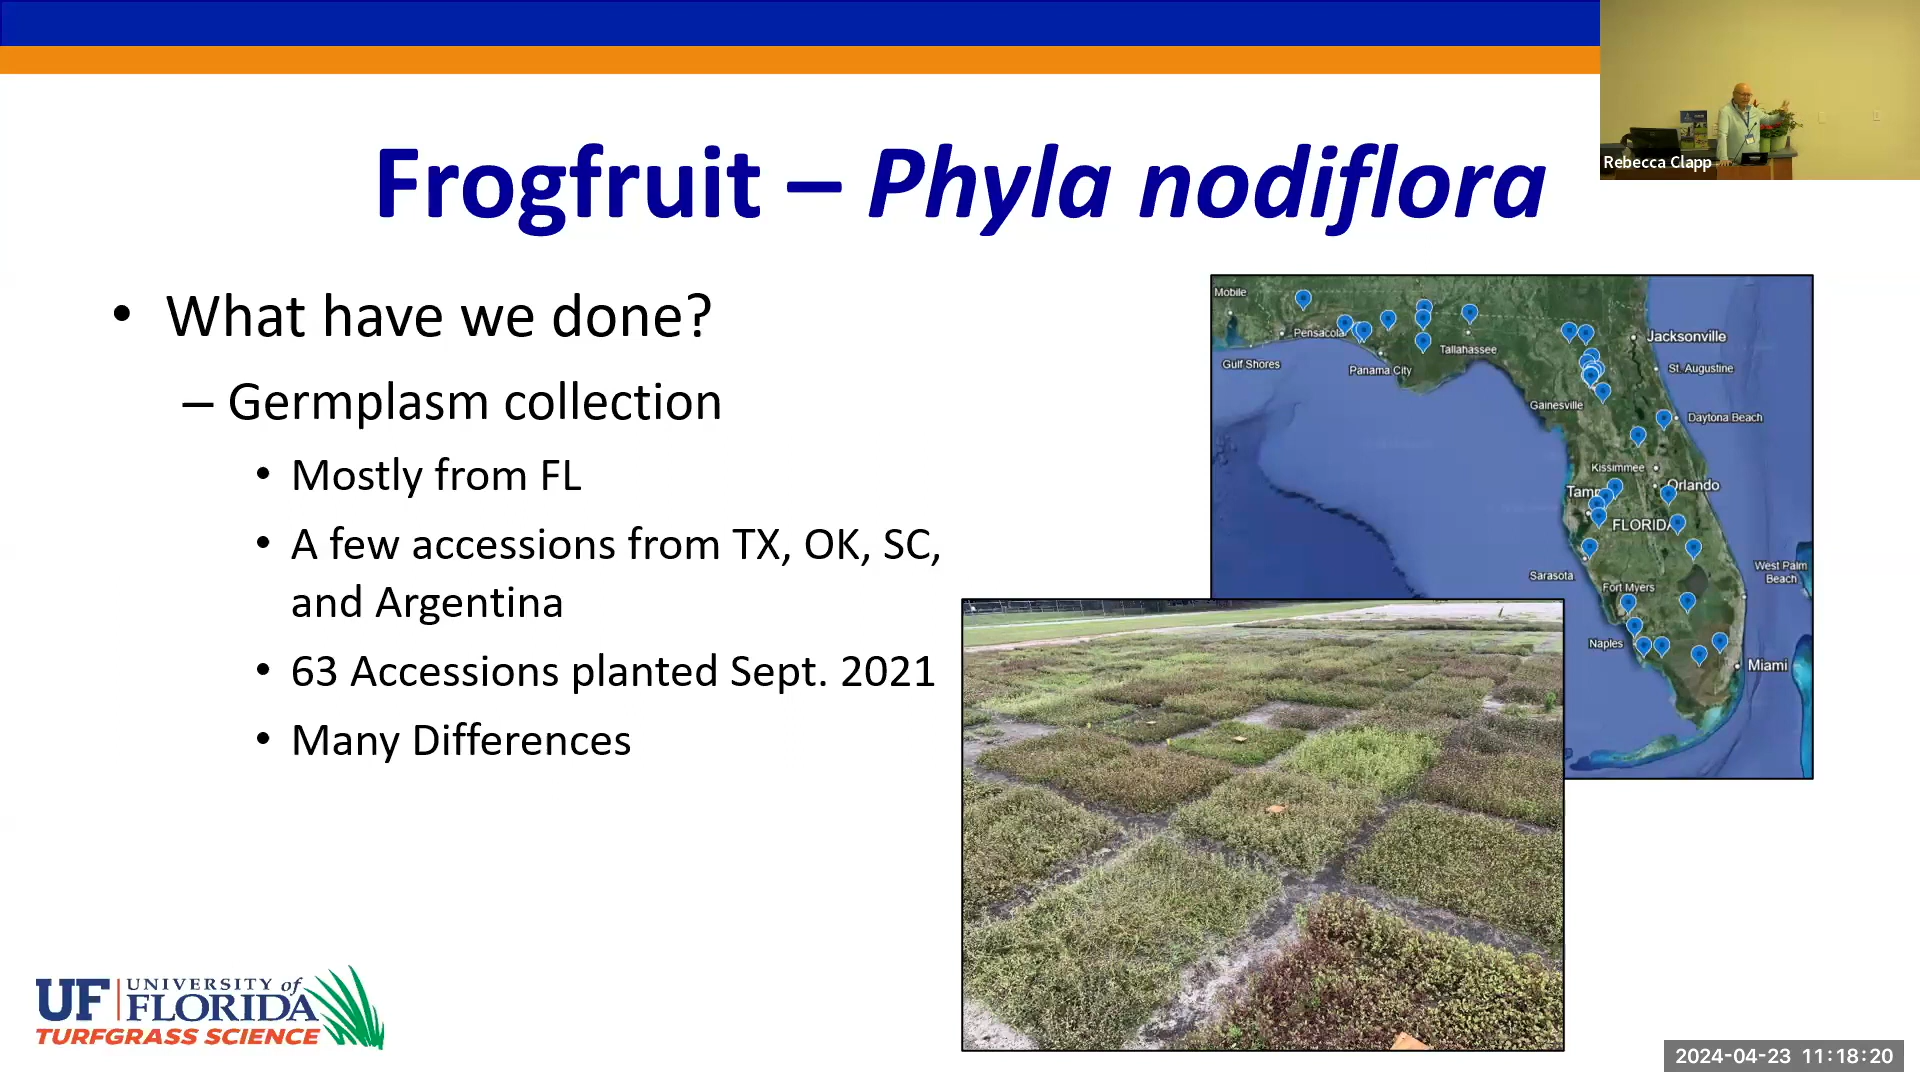 Rebecca Clapp
Frogfruit – Phyla nodiflora
• What have we done?
– Germplasm collection
• Mostly from FL
• A few accessions from TX, OK, SC,
and Argentina
• 63 Accessions planted Sept. 2021
• Many Differences
Mobile
Pensacola
Gulf Shores
Panama City
Tallahassee
Jacksonville
St. Augustine
Gainesville
Daytona Beach
Kissimmee
Orlando
FLORIDA
Sarasota
Fort Myers
West Palm
Beach
Naples
Miami
UF UNIVERSITY of
FLORIDA
TURFGRASS SCIENCE
2024-04-23 11:18:20